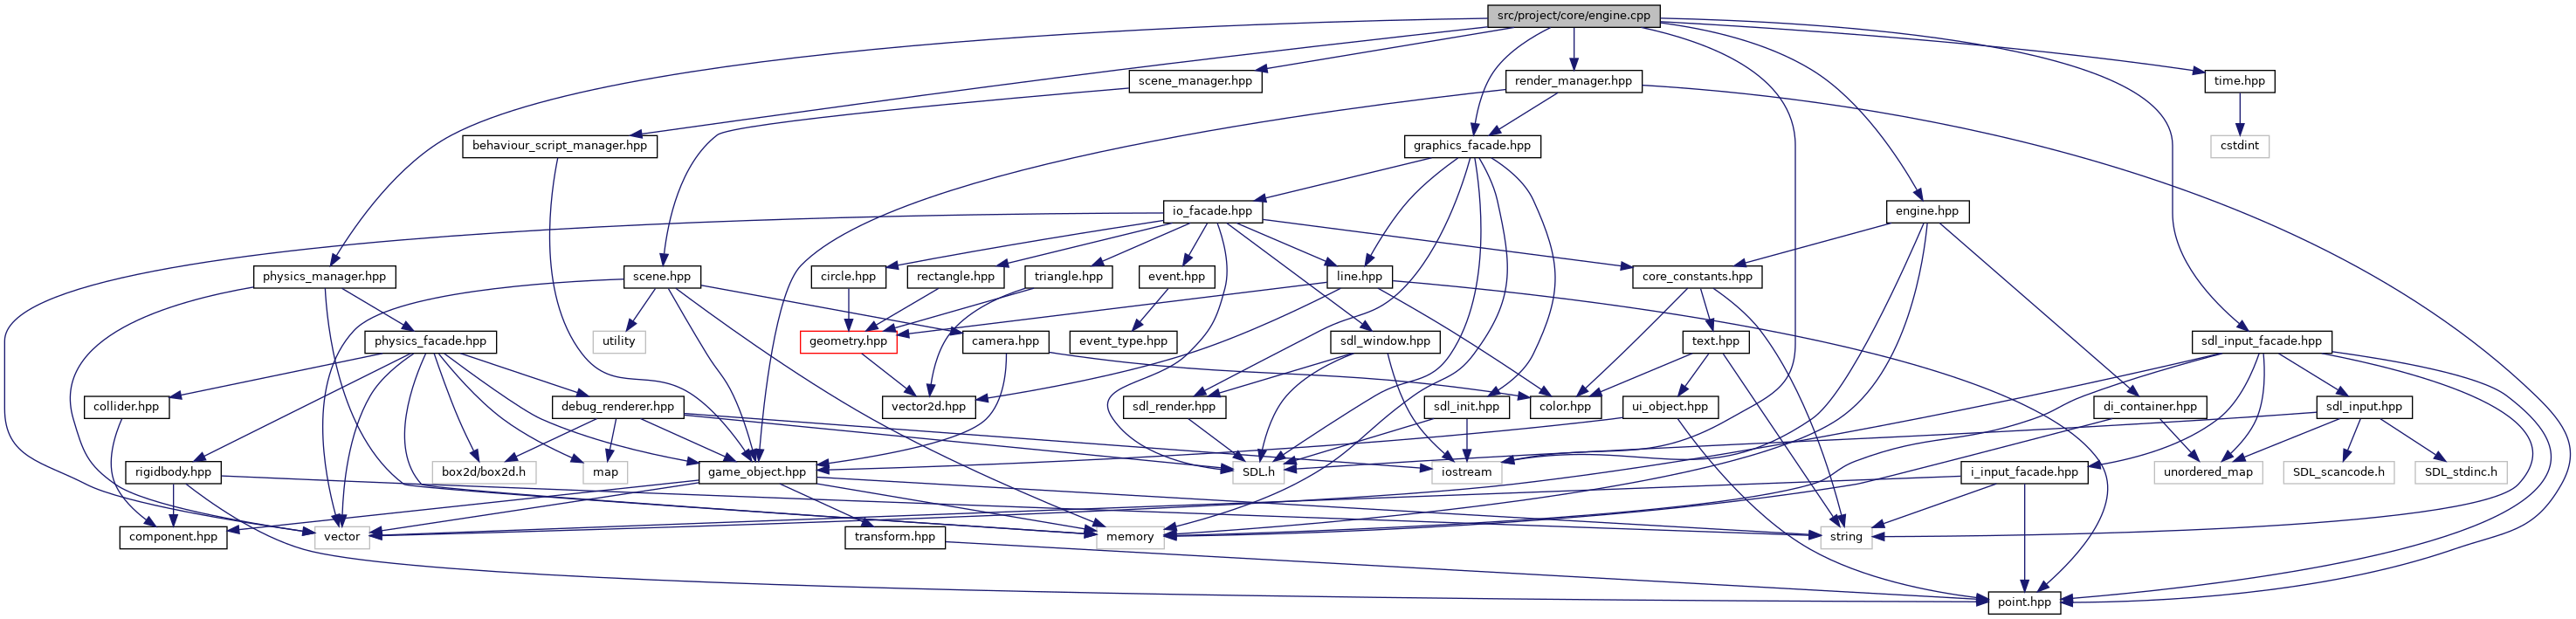 src/project/core/engine.cpp
scene_manager.hpp
render_manager.hpp
time.hpp
behaviour_script_manager.hpp
graphics_facade.hpp
cstdint
io_facade.hpp
engine.hpp
physics_manager.hpp
scene.hpp
circle.hpp
rectangle.hpp
triangle.hpp
event.hpp
line.hpp
core_constants.hpp
physics_facade.hpp
utility
geometry.hpp
camera.hpp
event_type.hpp
sdl_window.hpp
text.hpp
sdl_input_facade.hpp
collider.hpp
debug_renderer.hpp
vector2d.hpp
sdl_render.hpp
sdl_init.hpp
color.hpp
ui_object.hpp
di_container.hpp
sdl_input.hpp
rigidbody.hpp
box2d/box2d.h
map
game_object.hpp
SDL.h
iostream
i_input_facade.hpp
unordered_map
SDL_scancode.h
SDL_stdinc.h
component.hpp
vector
transform.hpp
memory
string
point.hpp